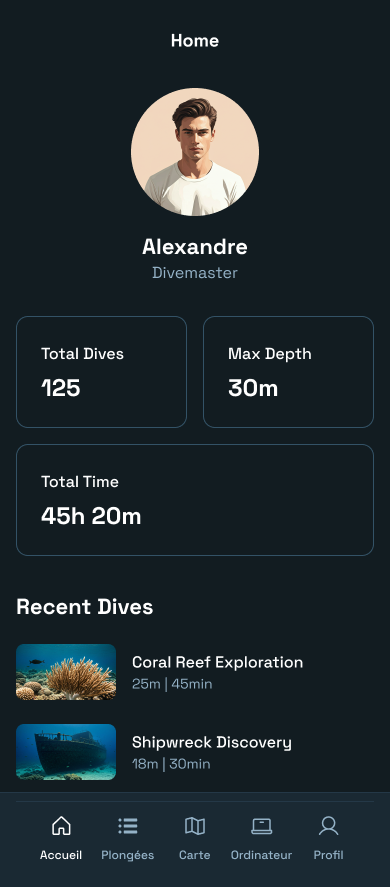 Home
Alexandre
Divemaster
Total Dives
125
Max Depth
30m
Total Time
45h 20m
Recent Dives
Coral Reef Exploration
25m | 45min
Shipwreck Discovery
18m | 30min
Accueil
Plongées
Carte
Ordinateur
Profil